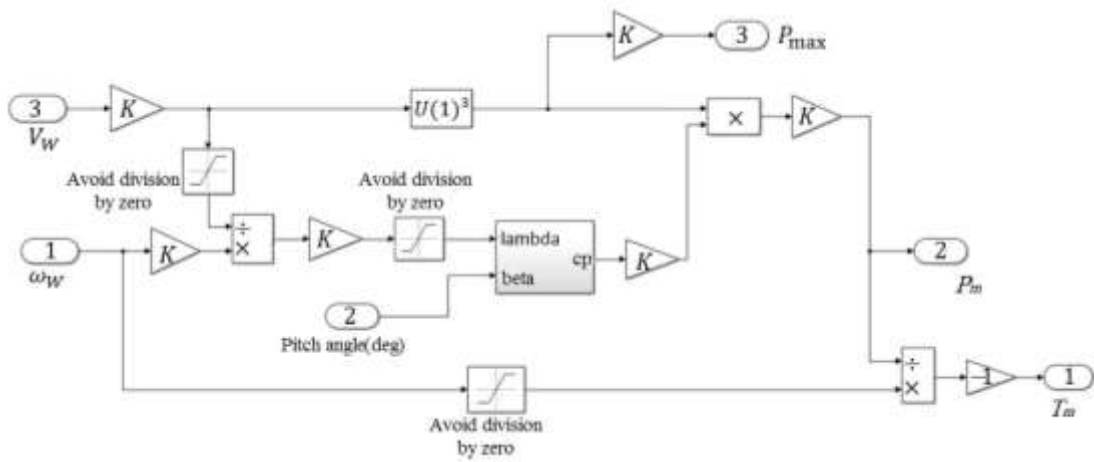 K
3
P_max
3
K
U(1)³
×
K
V_W
Avoid division
by zero
Avoid division
by zero
÷
×
K
lambda
cp
beta
K
1
K
ω_W
2
P_m
2
Pitch angle(deg)
÷
×
-1
1
T_m
Avoid division
by zero